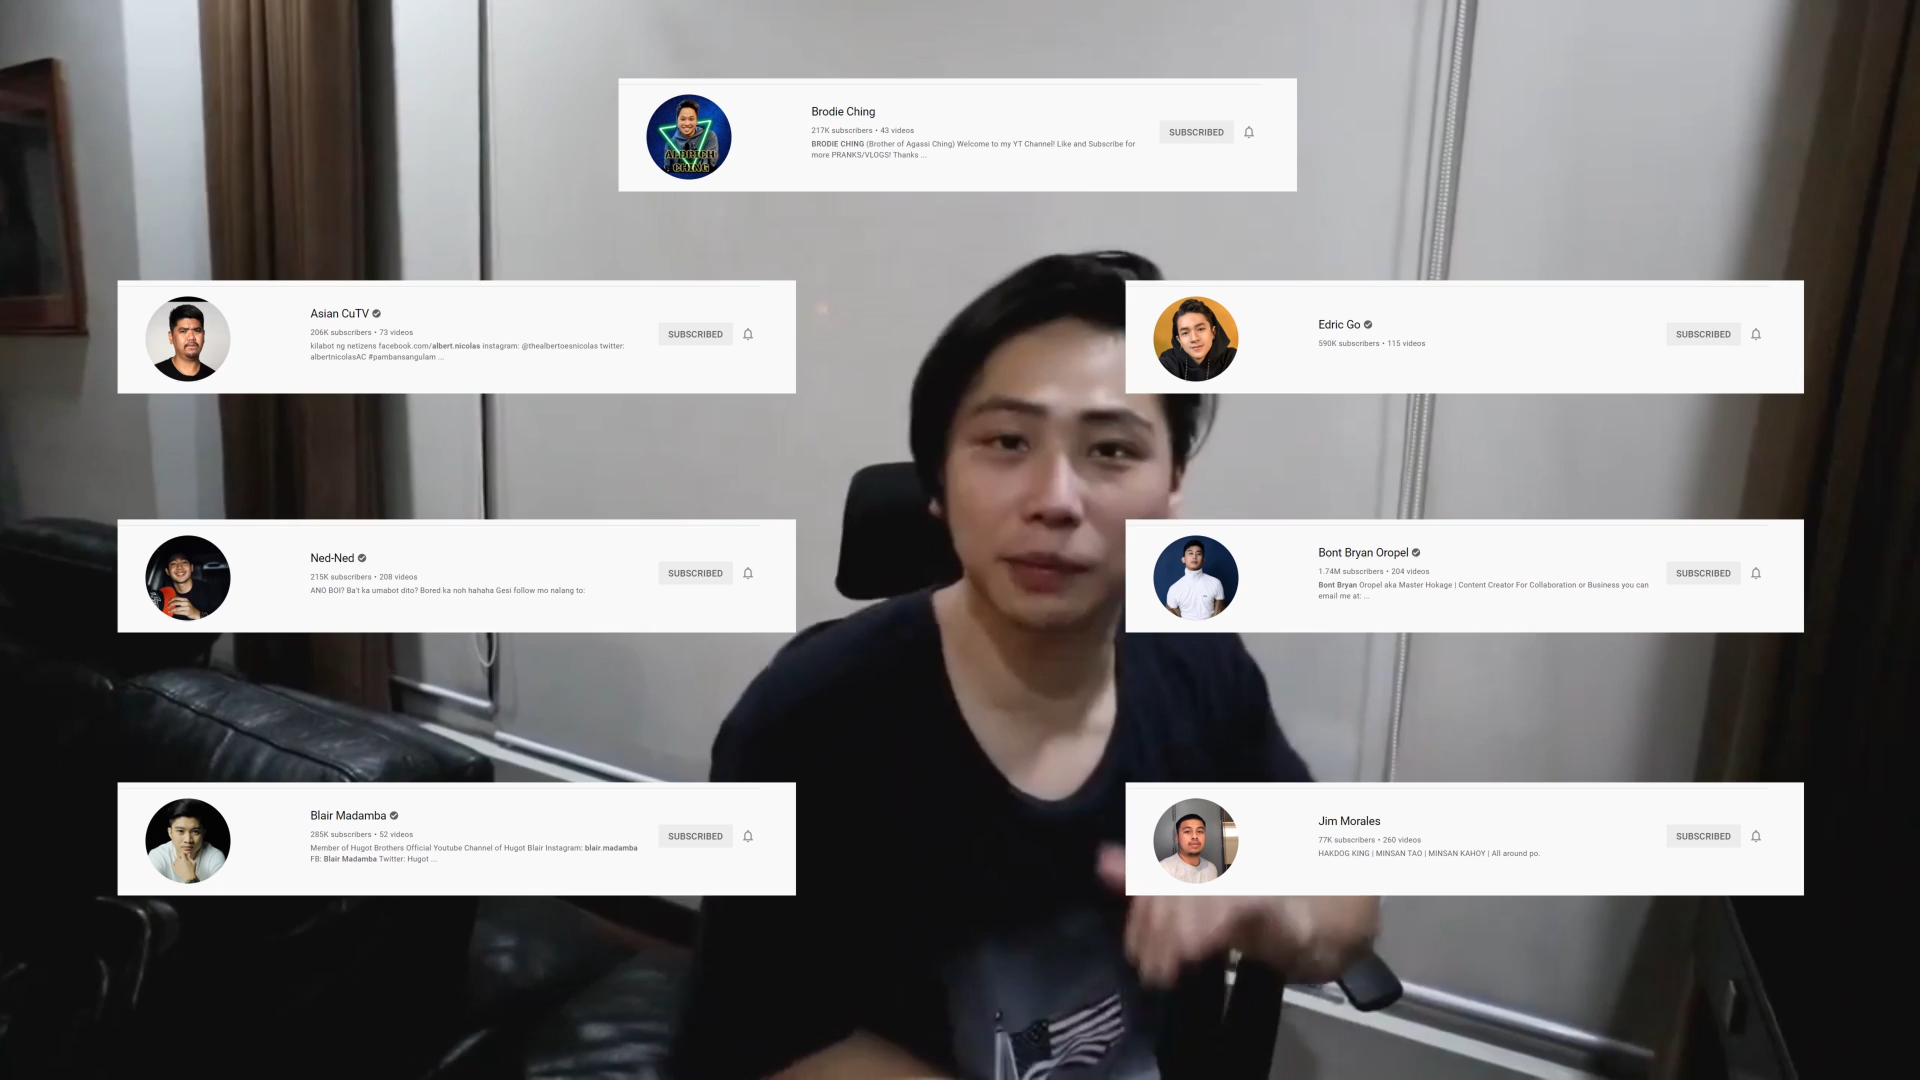 ALDRICH
CHING
Brodie Ching
217K subscribers • 43 videos
BRODIE CHING (Brother of Agassi Ching) Welcome to my YT Channel! Like and Subscribe for
more PRANKS/VLOGS! Thanks ...
SUBSCRIBED
Asian CuTV
206K subscribers • 73 videos
kilabot ng netizens facebook.com/albert.nicolas instagram: @thealbertoesnicolas twitter:
albertnicolasAC #pambansangulam ...
SUBSCRIBED
Edric Go
590K subscribers • 115 videos
SUBSCRIBED
Ned-Ned
215K subscribers • 208 videos
ANO BOI? Ba't ka umabot dito? Bored ka noh hahaha Gesi follow mo nalang to:
SUBSCRIBED
Bont Bryan Oropel
1.74M subscribers • 204 videos
Bont Bryan Oropel aka Master Hokage | Content Creator For Collaboration or Business you can
email me at: ...
SUBSCRIBED
Blair Madamba
285K subscribers • 52 videos
Member of Hugot Brothers Official Youtube Channel of Hugot Blair Instagram: blair.madamba
FB: Blair Madamba Twitter: Hugot ...
SUBSCRIBED
Jim Morales
77K subscribers • 260 videos
HAKDOG KING | MINSAN TAO | MINSAN KAHOY | All around po.
SUBSCRIBED